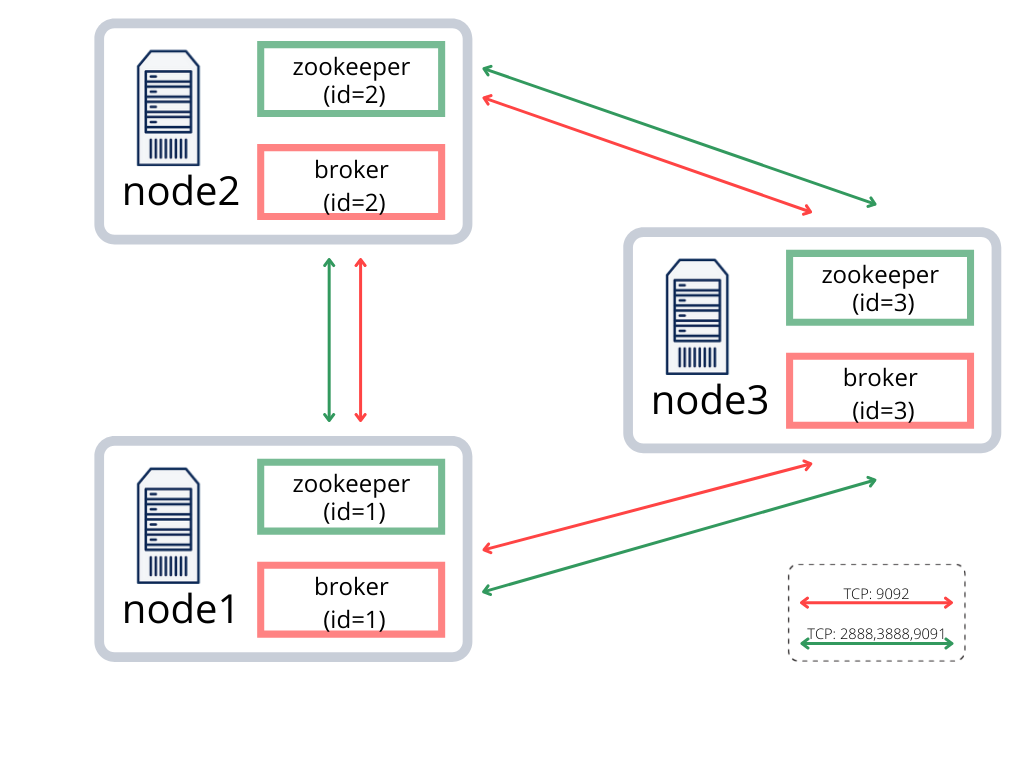 zookeeper
(id=2)
broker
(id=2)
node2
zookeeper
(id=3)
broker
(id=3)
node3
zookeeper
(id=1)
broker
(id=1)
node1
TCP: 9092
TCP: 2888,3888,9091